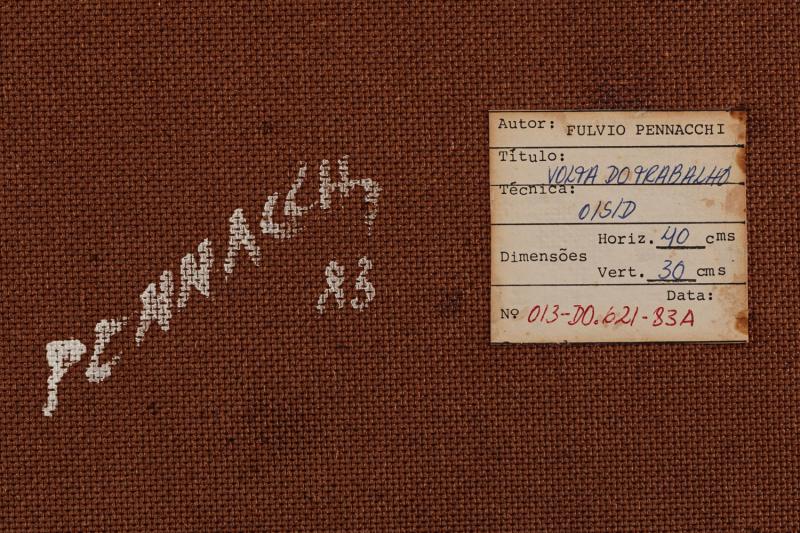 PENNACCHI
83
Autor: FULVIO PENNACCHI
Título: VOLTA DO TRABALHO
Técnica: O/S/D
Dimensões Horiz. 40 cms
Vert. 30 cms
Data:
Nº 013-DO.621-83A